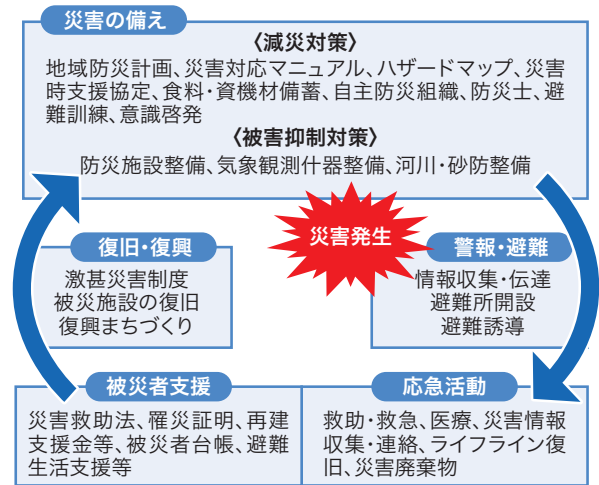 災害の備え
〈減災対策〉
地域防災計画、災害対応マニュアル、ハザードマップ、災害
時支援協定、食料・資機材備蓄、自主防災組織、防災士、避
難訓練、意識啓発
〈被害抑制対策〉
防災施設整備、気象観測什器整備、河川・砂防整備
災害発生
復旧・復興
激甚災害制度
被災施設の復旧
復興まちづくり
警報・避難
情報収集・伝達
避難所開設
避難誘導
被災者支援
災害救助法、罹災証明、再建
支援金等、被災者台帳、避難
生活支援等
応急活動
救助・救急、医療、災害情報
収集・連絡、ライフライン復
旧、災害廃棄物